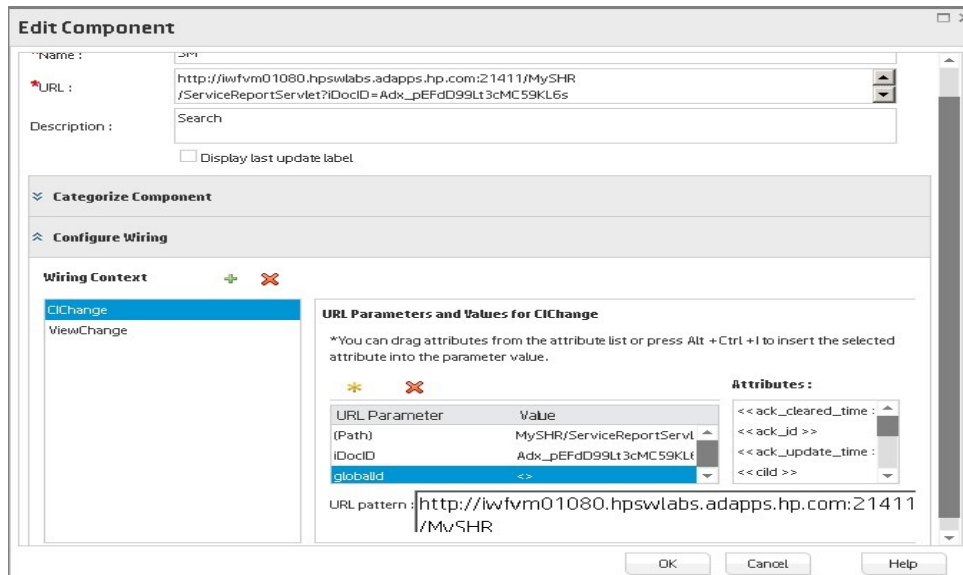 Edit Component
*Name :
SM
*URL :
http://iwfvm01080.hpswlabs.adapps.hp.com:21411/MySHR
/ServiceReportServlet?iDocID=Adx_pEFdD99Lt3cMC59KL6s
Description :
Search
Display last update label
Categorize Component
Configure Wiring
Wiring Context
CIChange
ViewChange
URL Parameters and Values for CIChange
*You can drag attributes from the attribute list or press Alt +Ctrl +I to insert the selected
attribute into the parameter value.
Attributes :
URL Parameter Value
(Path) MySHR/ServiceReportServl
iDocID Adx_pEFdD99Lt3cMC59KL6
globalId <>
<< ack_cleared_time :
<< ack_id >>
<< ack_update_time :
<< ciId >>
URL pattern :
http://iwfvm01080.hpswlabs.adapps.hp.com:21411
/MySHR
OK Cancel Help